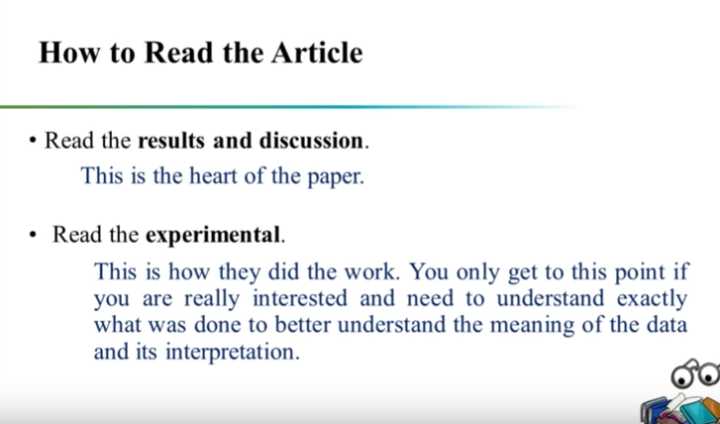 How to Read the Article
• Read the results and discussion.
This is the heart of the paper.
• Read the experimental.
This is how they did the work. You only get to this point if
you are really interested and need to understand exactly
what was done to better understand the meaning of the data
and its interpretation.